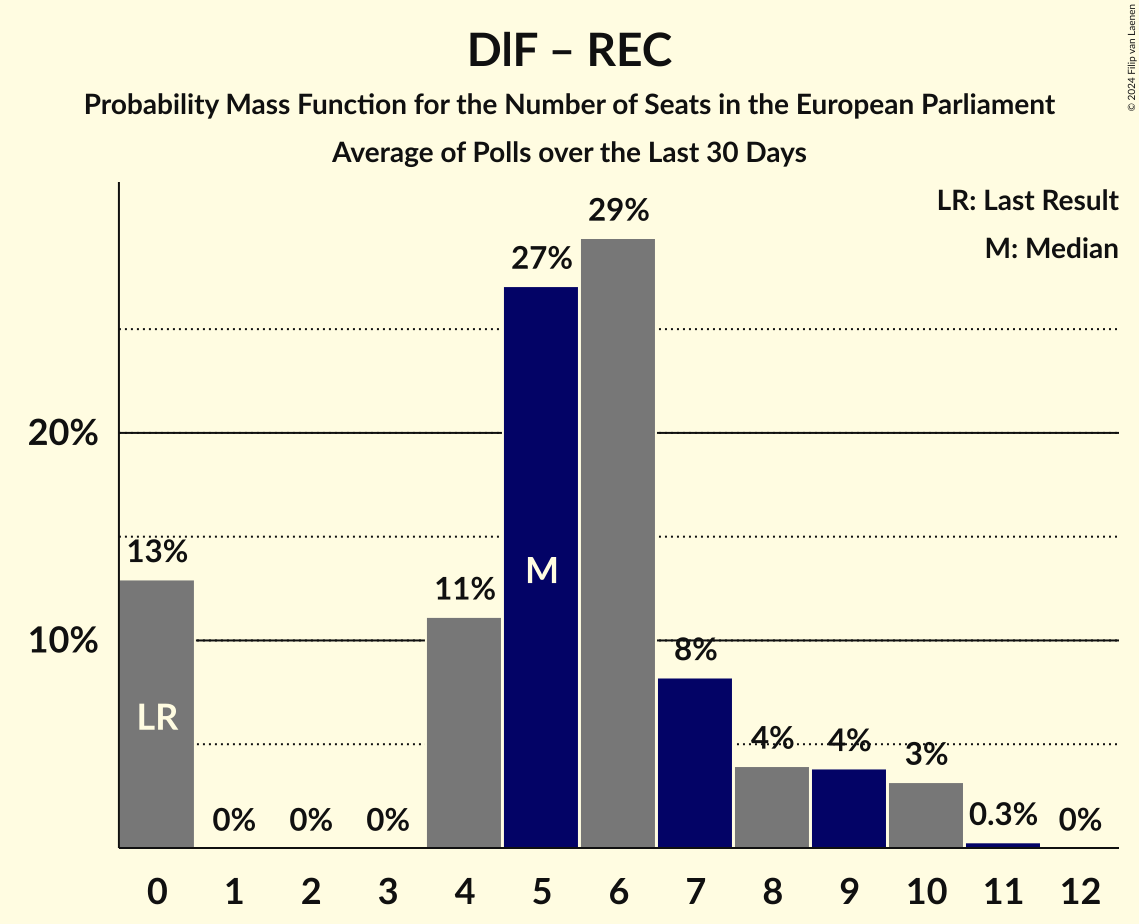 DIF – REC
Probability Mass Function for the Number of Seats in the European Parliament
Average of Polls over the Last 30 Days
© 2024 Filip van Laenen
LR: Last Result
M: Median
29%
27%
20%
13%
11%
M
10%
8%
LR
4%
4%
3%
0%
0%
0%
0.3%
0%
0 1 2 3 4 5 6 7 8 9 10 11 12